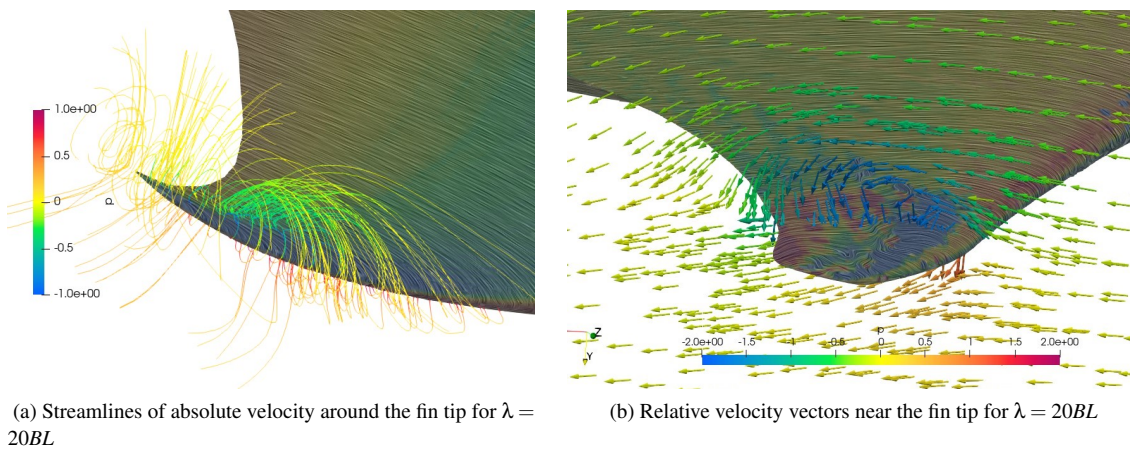 1.0e+00
0.5
0
-0.5
-1.0e+00
p
Z
Y
p
-2.0e+00 -1.5 -1 -0.5 0 0.5 1 1.5 2.0e+00
(a) Streamlines of absolute velocity around the fin tip for λ =
20BL
(b) Relative velocity vectors near the fin tip for λ = 20BL